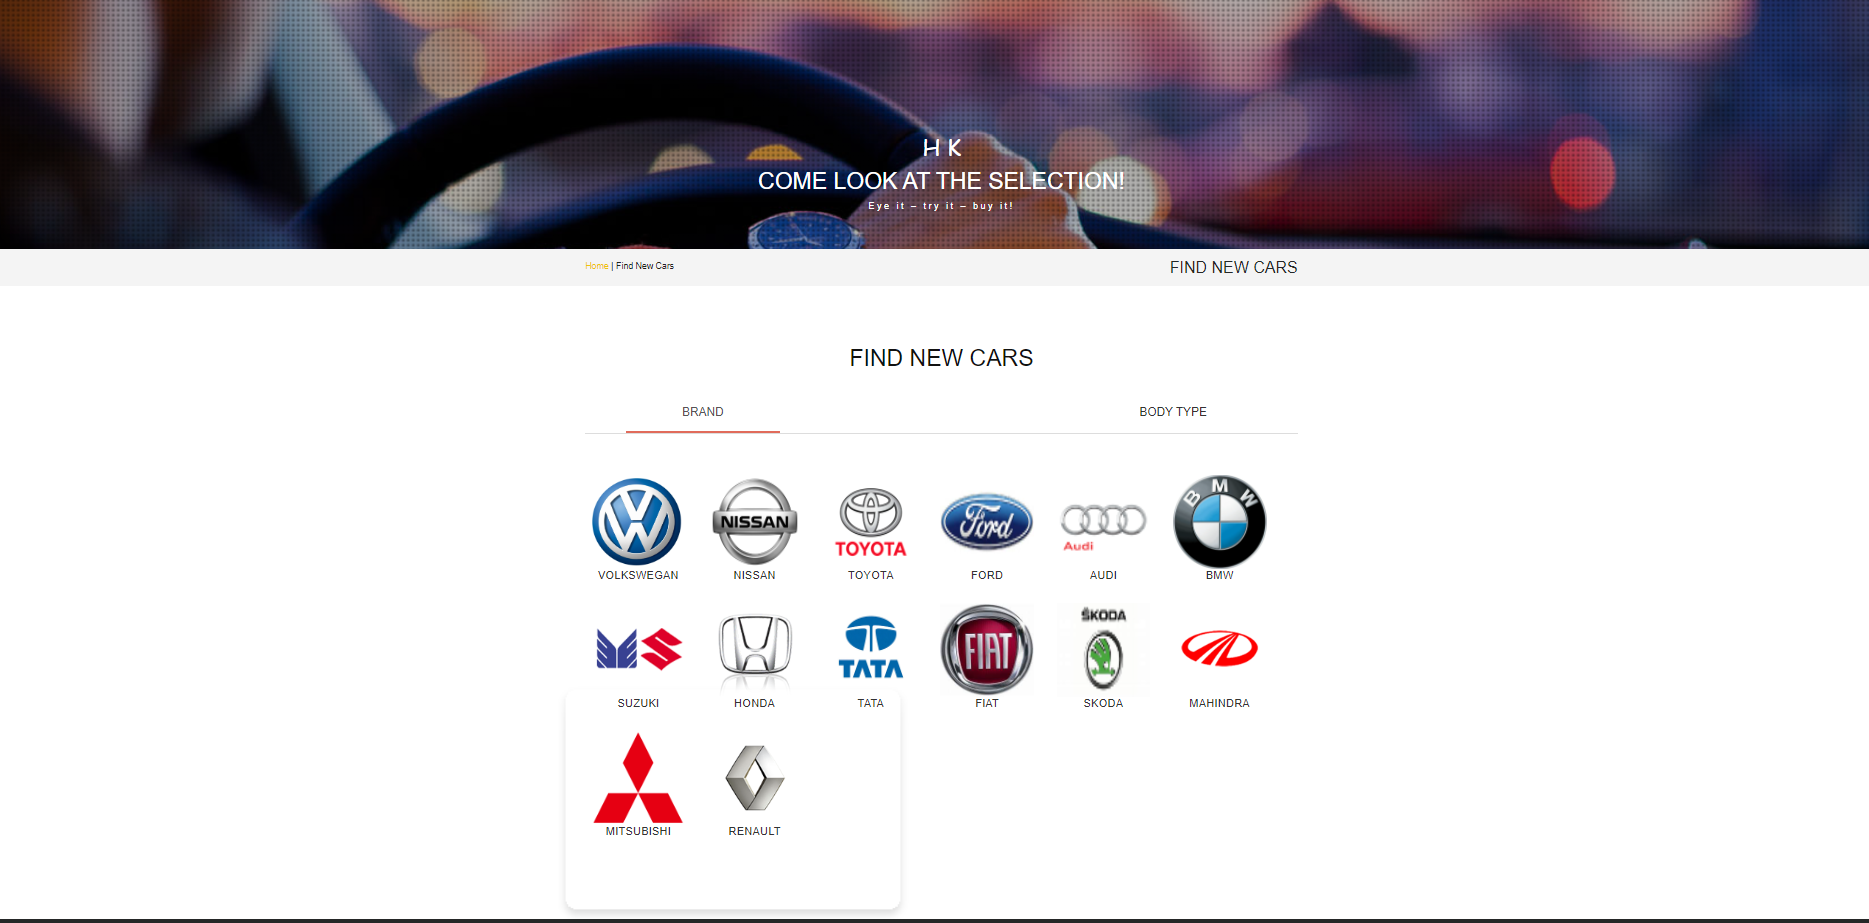 H K
COME LOOK AT THE SELECTION!
Eye it – try it – buy it!
Home | Find New Cars
FIND NEW CARS
FIND NEW CARS
BRAND
BODY TYPE
NISSAN
TOYOTA
Ford
Audi
BMW
VOLKSWEGAN
NISSAN
TOYOTA
FORD
AUDI
BMW
TATA
FIAT
ŠKODA
SUZUKI
HONDA
TATA
FIAT
SKODA
MAHINDRA
MITSUBISHI
RENAULT